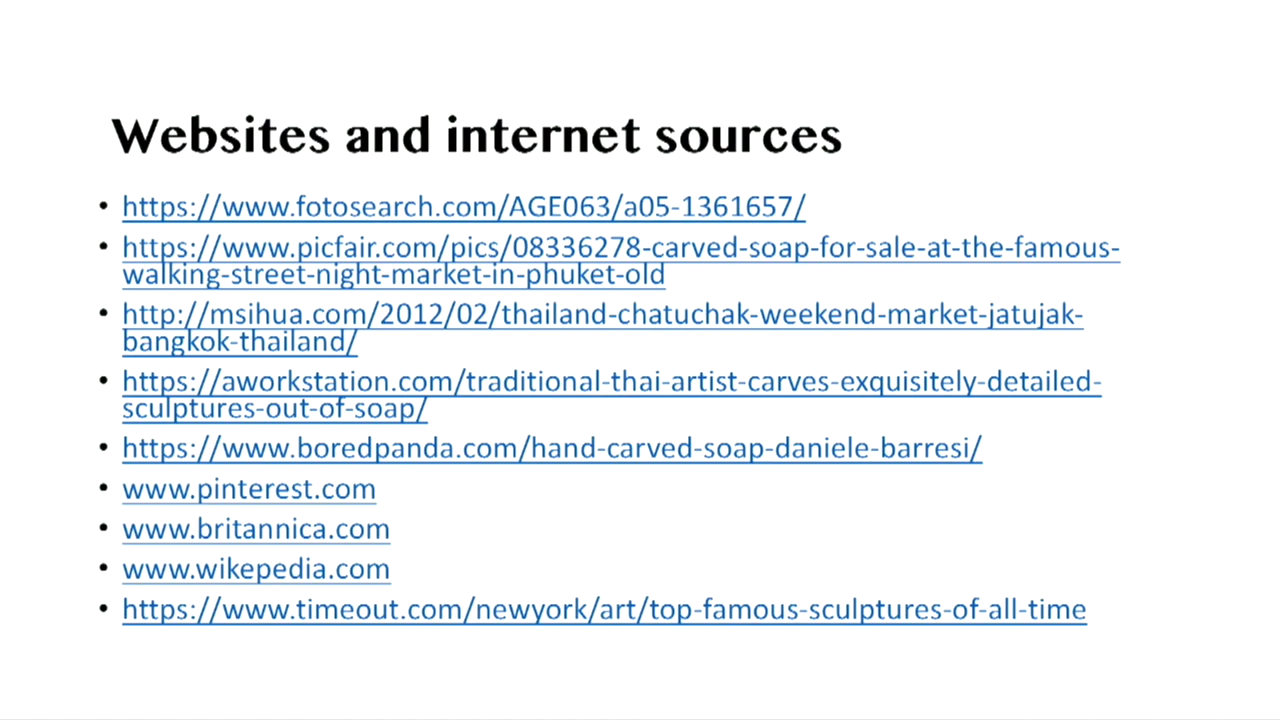 Websites and internet sources
• https://www.fotosearch.com/AGE063/a05-1361657/
• https://www.picfair.com/pics/08336278-carved-soap-for-sale-at-the-famous-
walking-street-night-market-in-phuket-old
• http://msihua.com/2012/02/thailand-chatuchak-weekend-market-jatujak-
bangkok-thailand/
• https://aworkstation.com/traditional-thai-artist-carves-exquisitely-detailed-
sculptures-out-of-soap/
• https://www.boredpanda.com/hand-carved-soap-daniele-barresi/
• www.pinterest.com
• www.britannica.com
• www.wikepedia.com
• https://www.timeout.com/newyork/art/top-famous-sculptures-of-all-time